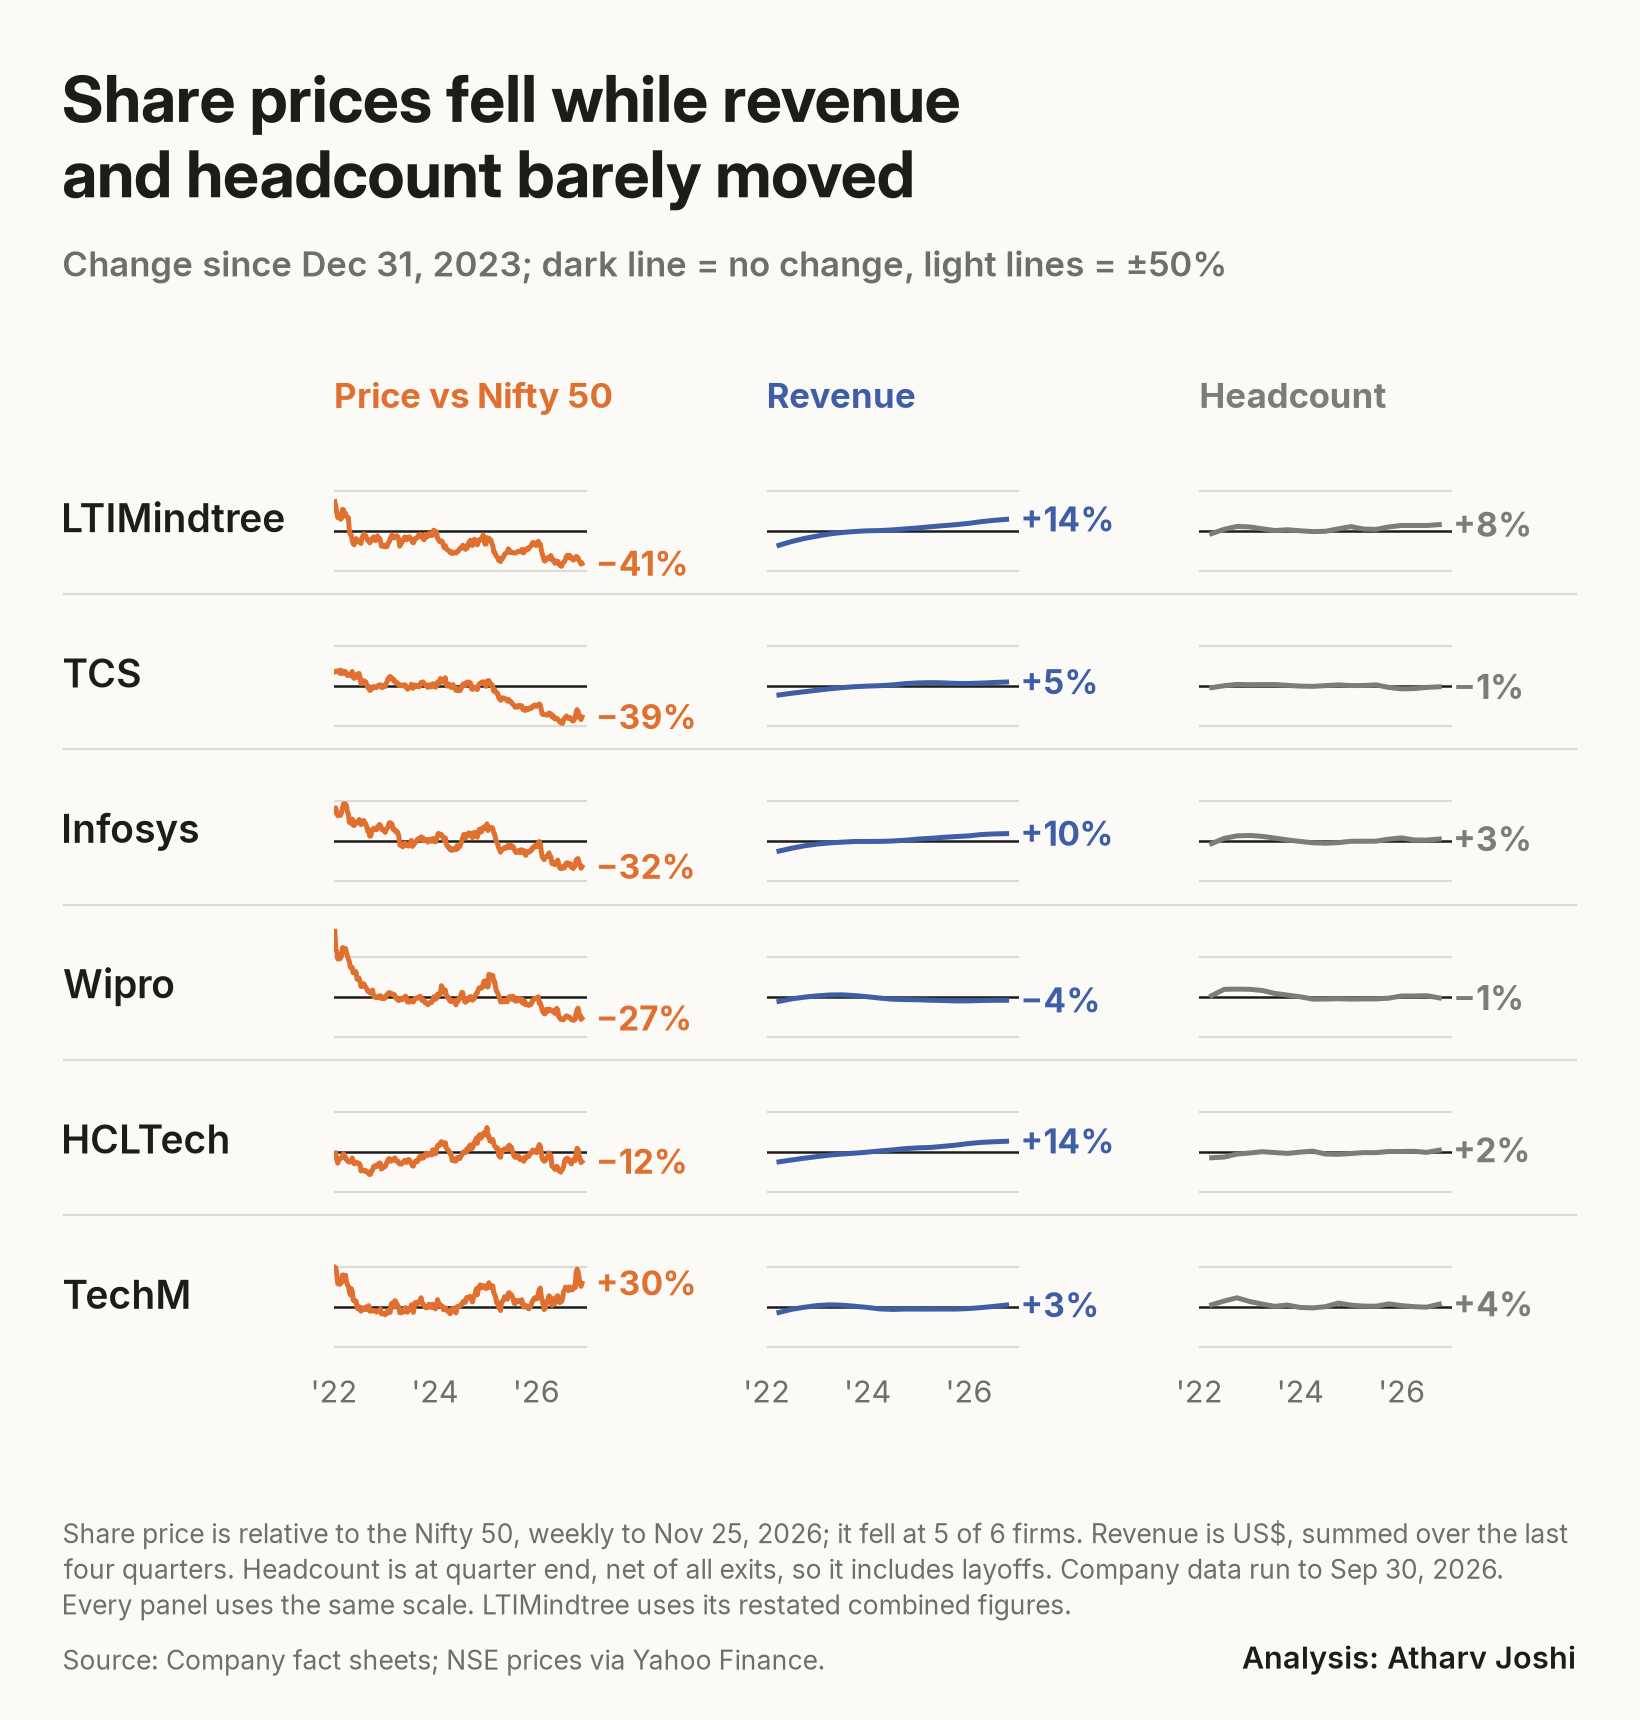 Share prices fell while revenue
and headcount barely moved
Change since Dec 31, 2023; dark line = no change, light lines = ±50%
Price vs Nifty 50 Revenue Headcount
LTIMindtree −41% +14% +8%
TCS −39% +5% −1%
Infosys −32% +10% +3%
Wipro −27% −4% −1%
HCLTech −12% +14% +2%
TechM +30% +3% +4%
'22 '24 '26 '22 '24 '26 '22 '24 '26
Share price is relative to the Nifty 50, weekly to Nov 25, 2026; it fell at 5 of 6 firms. Revenue is US$, summed over the last
four quarters. Headcount is at quarter end, net of all exits, so it includes layoffs. Company data run to Sep 30, 2026.
Every panel uses the same scale. LTIMindtree uses its restated combined figures.
Source: Company fact sheets; NSE prices via Yahoo Finance. Analysis: Atharv Joshi